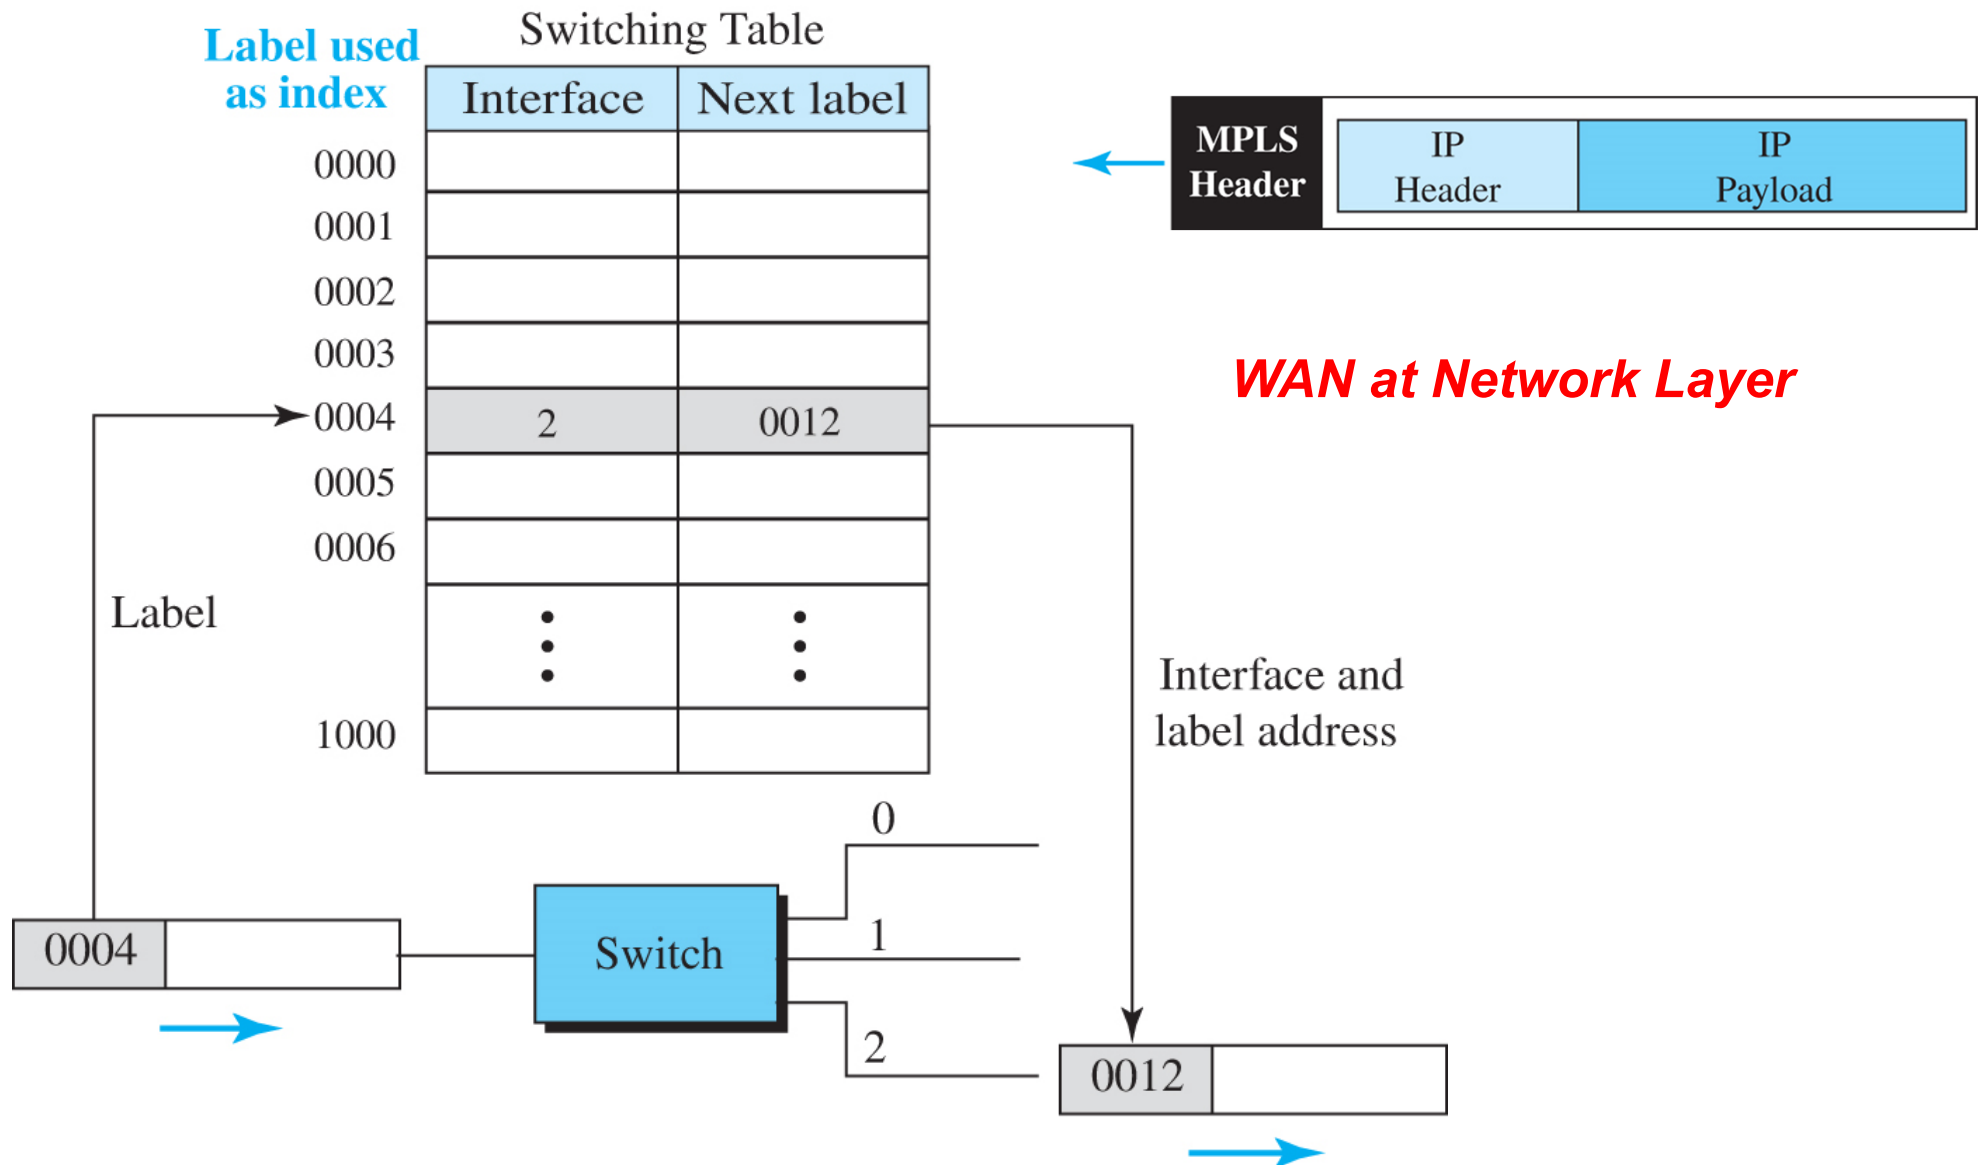 Switching Table
Label used
as index
Interface Next label
0000
0001
0002
0003
0004 2 0012
0005
0006
1000
Label
MPLS
Header
IP
Header
IP
Payload
WAN at Network Layer
Interface and
label address
0004
Switch
0
1
2
0012